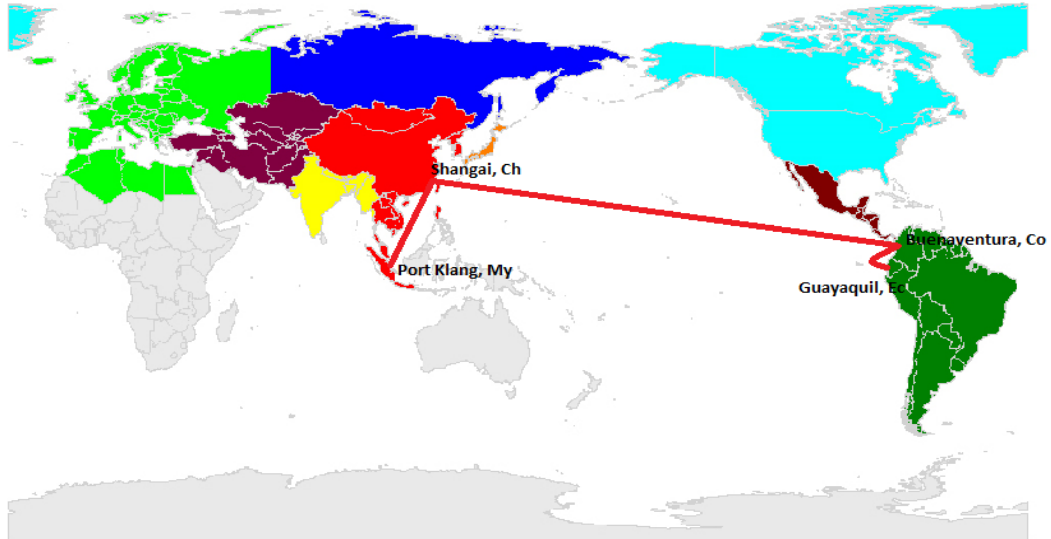 Shangai, Ch
Buenaventura, Co
Port Klang, My
Guayaquil, Ec